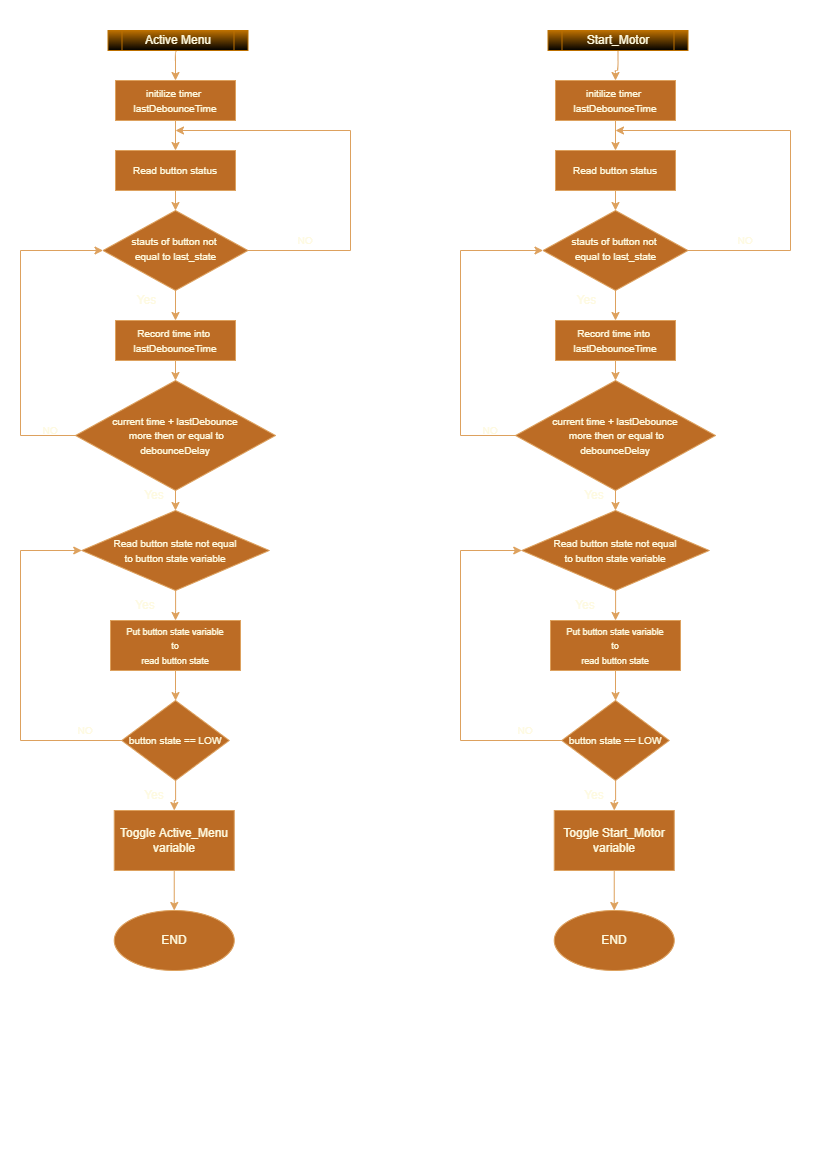 Active Menu
initilize timer
lastDebounceTime
Read button status
stauts of button not
equal to last_state
NO
Yes
Record time into
lastDebounceTime
current time + lastDebounce
more then or equal to
debounceDelay
NO
Yes
Read button state not equal
to button state variable
Yes
Put button state variable
to
read button state
button state == LOW
NO
Yes
Toggle Active_Menu
variable
END
Start_Motor
initilize timer
lastDebounceTime
Read button status
stauts of button not
equal to last_state
NO
Yes
Record time into
lastDebounceTime
current time + lastDebounce
more then or equal to
debounceDelay
NO
Yes
Read button state not equal
to button state variable
Yes
Put button state variable
to
read button state
button state == LOW
NO
Yes
Toggle Start_Motor
variable
END